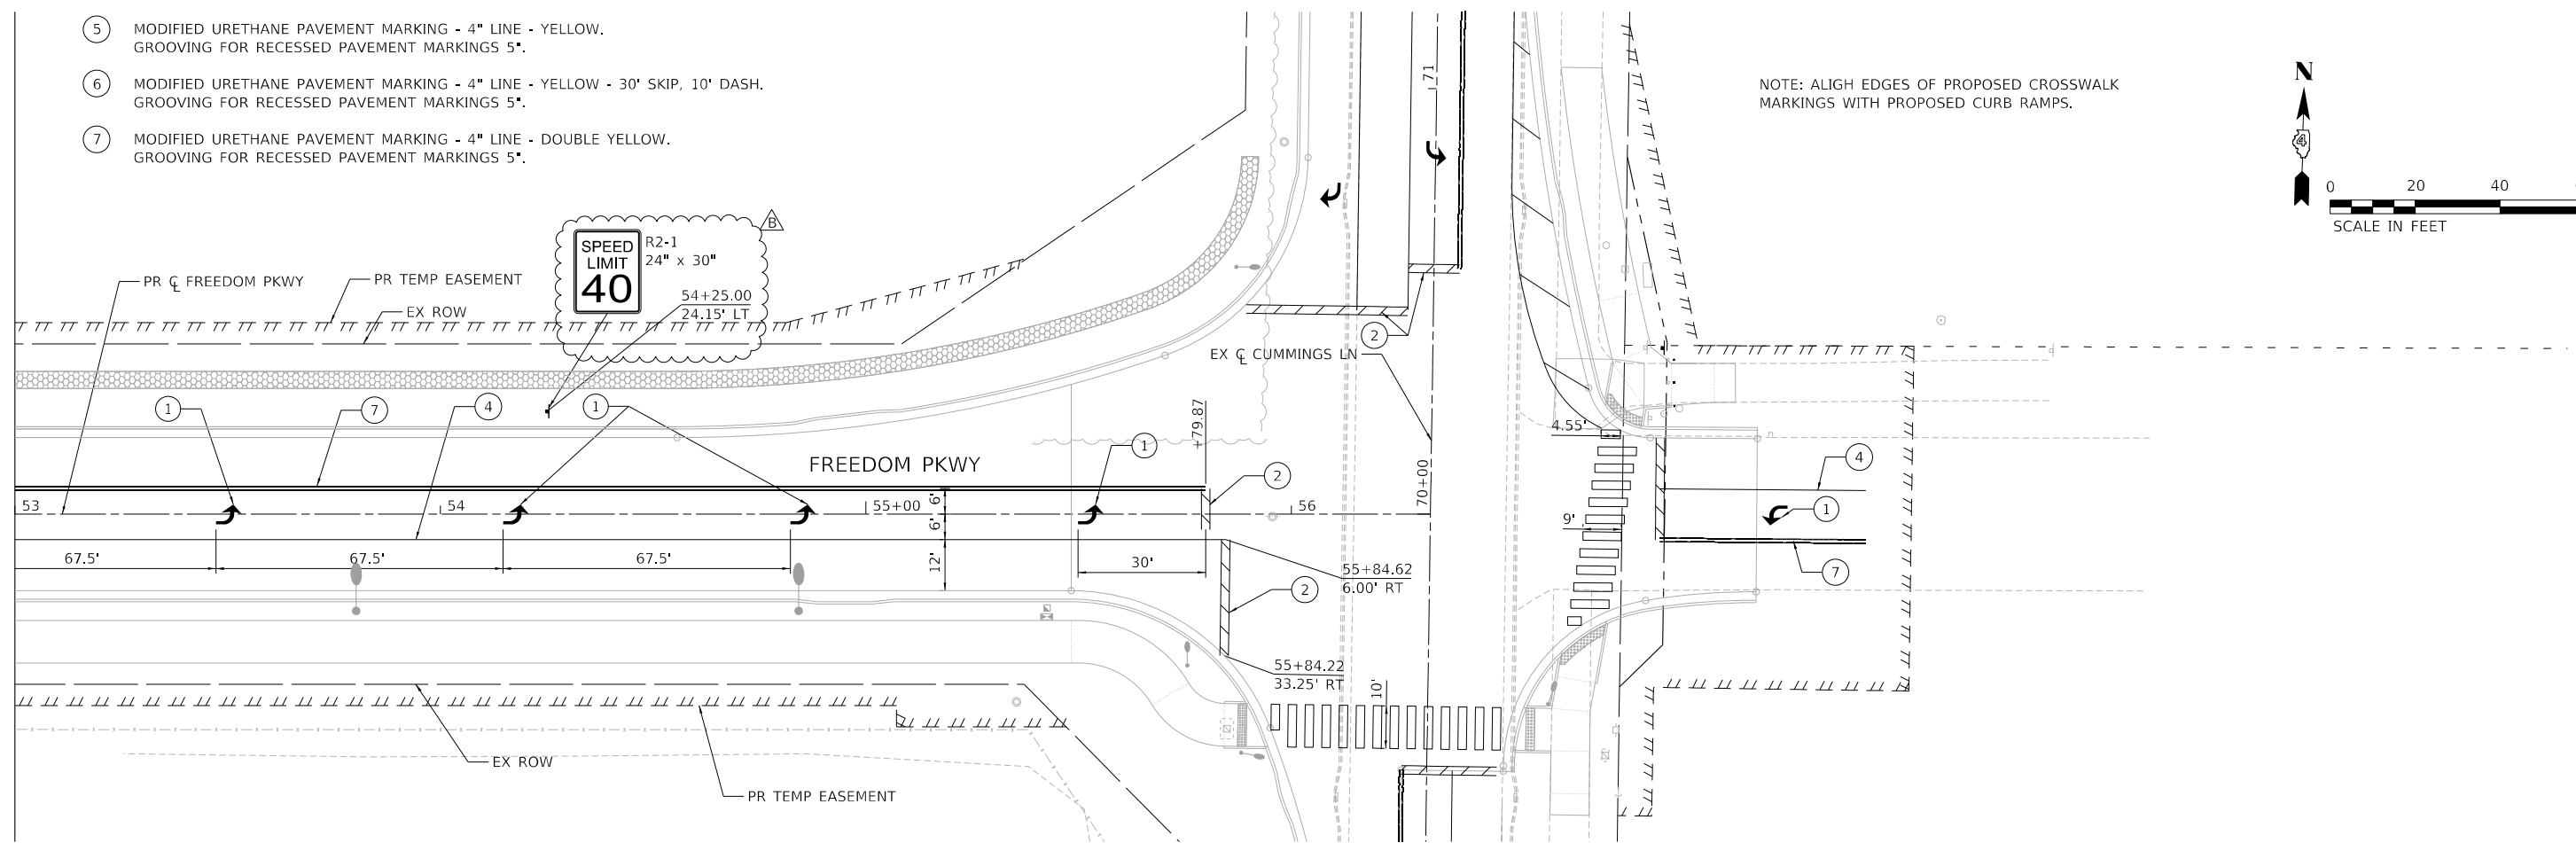 5 MODIFIED URETHANE PAVEMENT MARKING - 4" LINE - YELLOW.
GROOVING FOR RECESSED PAVEMENT MARKINGS 5".
6 MODIFIED URETHANE PAVEMENT MARKING - 4" LINE - YELLOW - 30' SKIP, 10' DASH.
GROOVING FOR RECESSED PAVEMENT MARKINGS 5".
7 MODIFIED URETHANE PAVEMENT MARKING - 4" LINE - DOUBLE YELLOW.
GROOVING FOR RECESSED PAVEMENT MARKINGS 5".
NOTE: ALIGH EDGES OF PROPOSED CROSSWALK
MARKINGS WITH PROPOSED CURB RAMPS.
N
4
0 20 40
SCALE IN FEET
71
B
SPEED
LIMIT
40
R2-1
24" x 30"
54+25.00
24.15' LT
PR ℄ FREEDOM PKWY
PR TEMP EASEMENT
EX ROW
2
EX ℄ CUMMINGS LN
1
7
4
1
+79.87
1
4.55'
FREEDOM PKWY
2
70+00
4
53
54
55+00
56
6'
6'
12'
9'
1
67.5'
67.5'
67.5'
30'
55+84.62
6.00' RT
2
7
55+84.22
33.25' RT
10'
EX ROW
PR TEMP EASEMENT